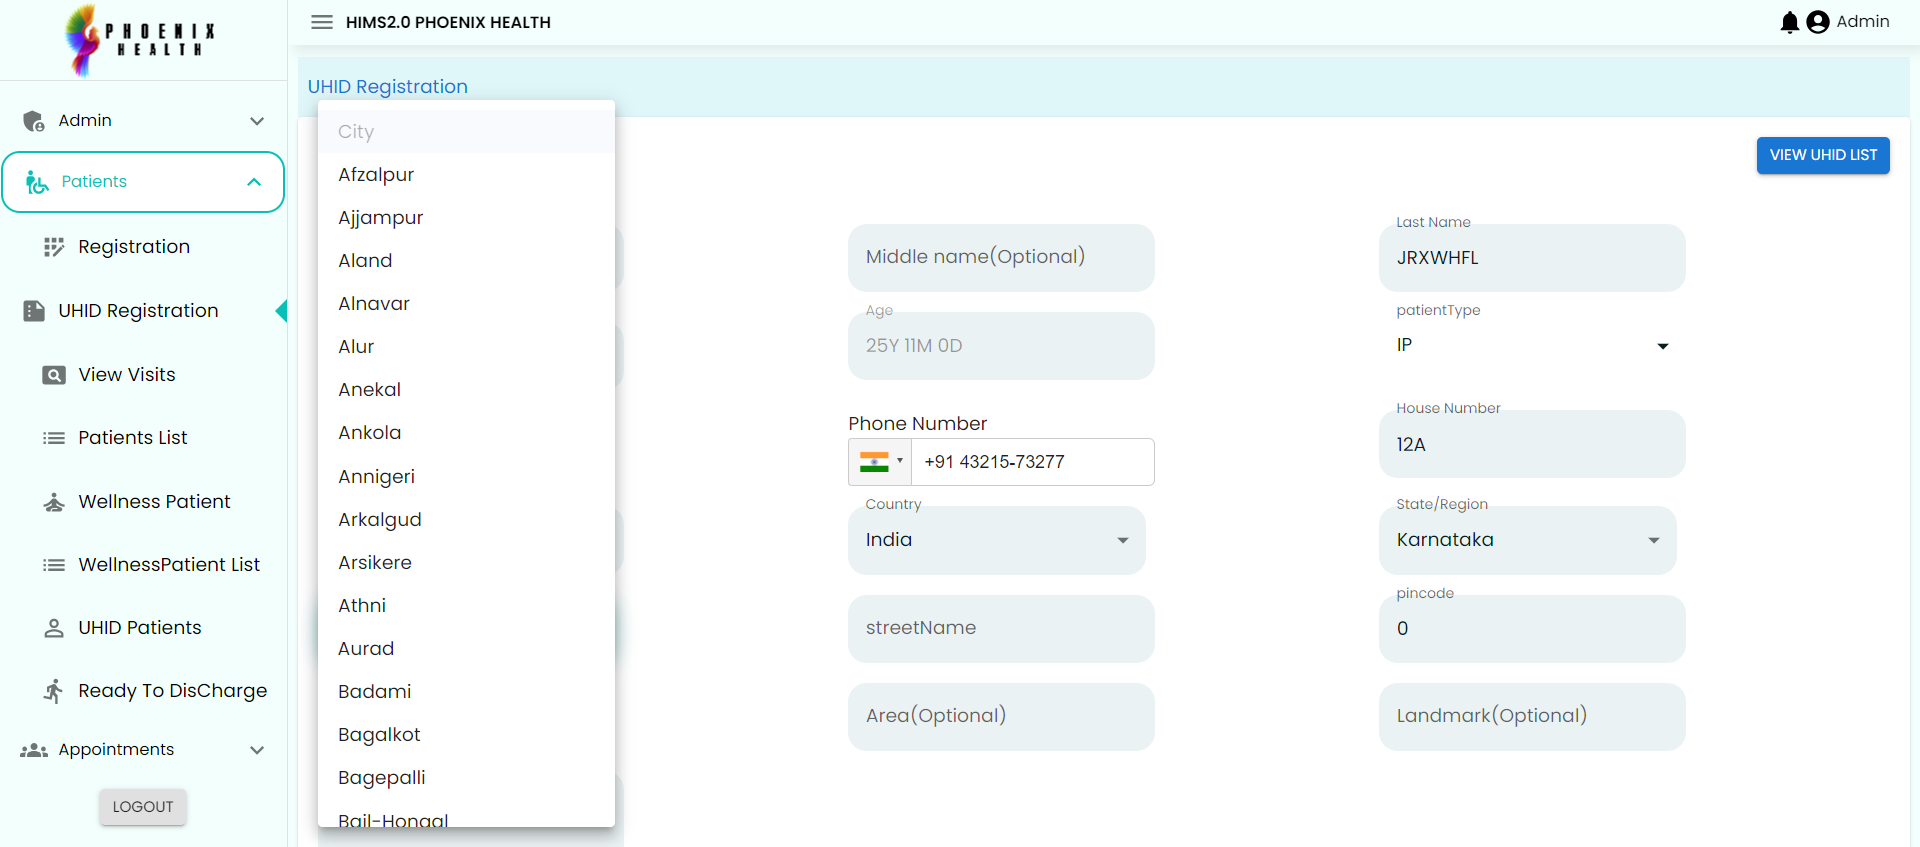 PHOENIX
HEALTH
HIMS2.0 PHOENIX HEALTH
Admin
Admin
Patients
Registration
UHID Registration
View Visits
Patients List
Wellness Patient
WellnessPatient List
UHID Patients
Ready To DisCharge
Appointments
LOGOUT
UHID Registration
VIEW UHID LIST
City
Afzalpur
Ajjampur
Aland
Alnavar
Alur
Anekal
Ankola
Annigeri
Arkalgud
Arsikere
Athni
Aurad
Badami
Bagalkot
Bagepalli
Bail-Hongal
Middle name(Optional)
Last Name
JRXWHFL
Age
25Y 11M 0D
patientType
IP
Phone Number
+91 43215-73277
House Number
12A
Country
India
State/Region
Karnataka
streetName
pincode
0
Area(Optional)
Landmark(Optional)